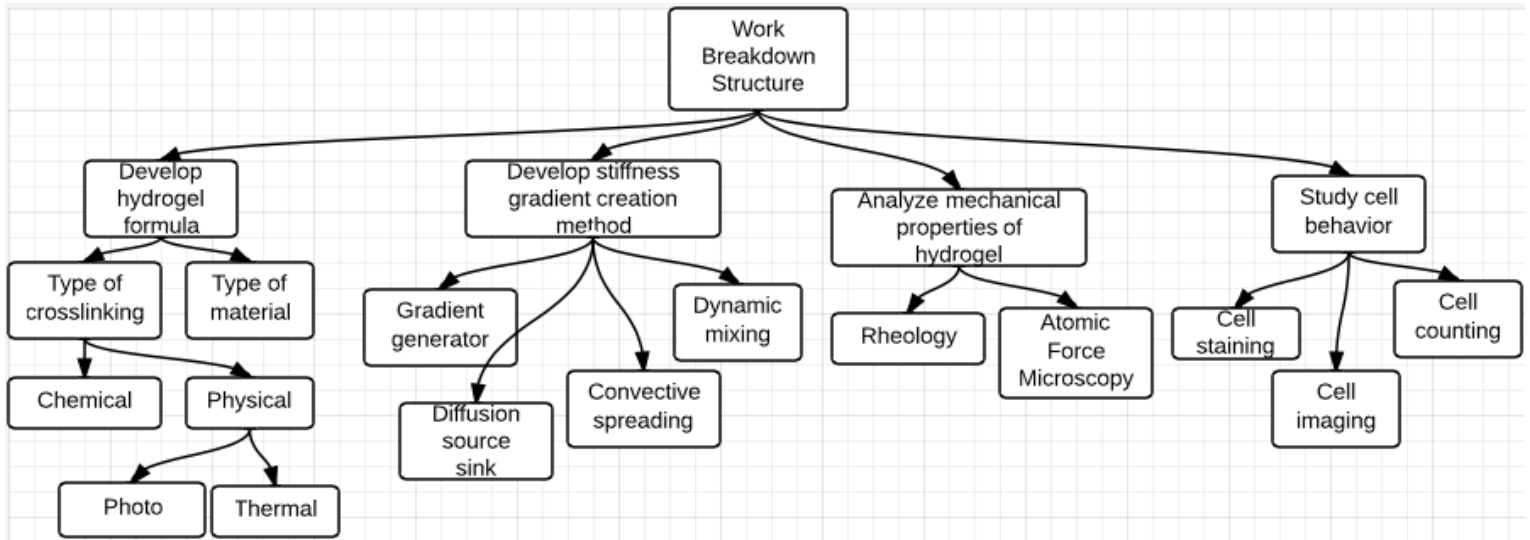 Work
Breakdown
Structure
Develop
hydrogel
formula
Develop stiffness
gradient creation
method
Analyze mechanical
properties of
hydrogel
Study cell
behavior
Type of
crosslinking
Type of
material
Gradient
generator
Dynamic
mixing
Rheology
Atomic
Force
Microscopy
Cell
staining
Cell
counting
Chemical
Physical
Diffusion
source
sink
Convective
spreading
Cell
imaging
Photo
Thermal